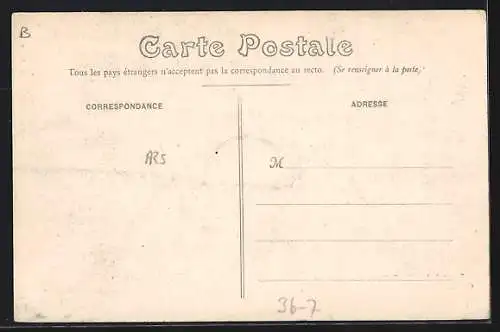 B
Carte Postale
Tous les pays étrangers n'acceptent pas la correspondance au recto. (Se renseigner à la poste)
CORRESPONDANCE
ADRESSE
ARS
M
36-7